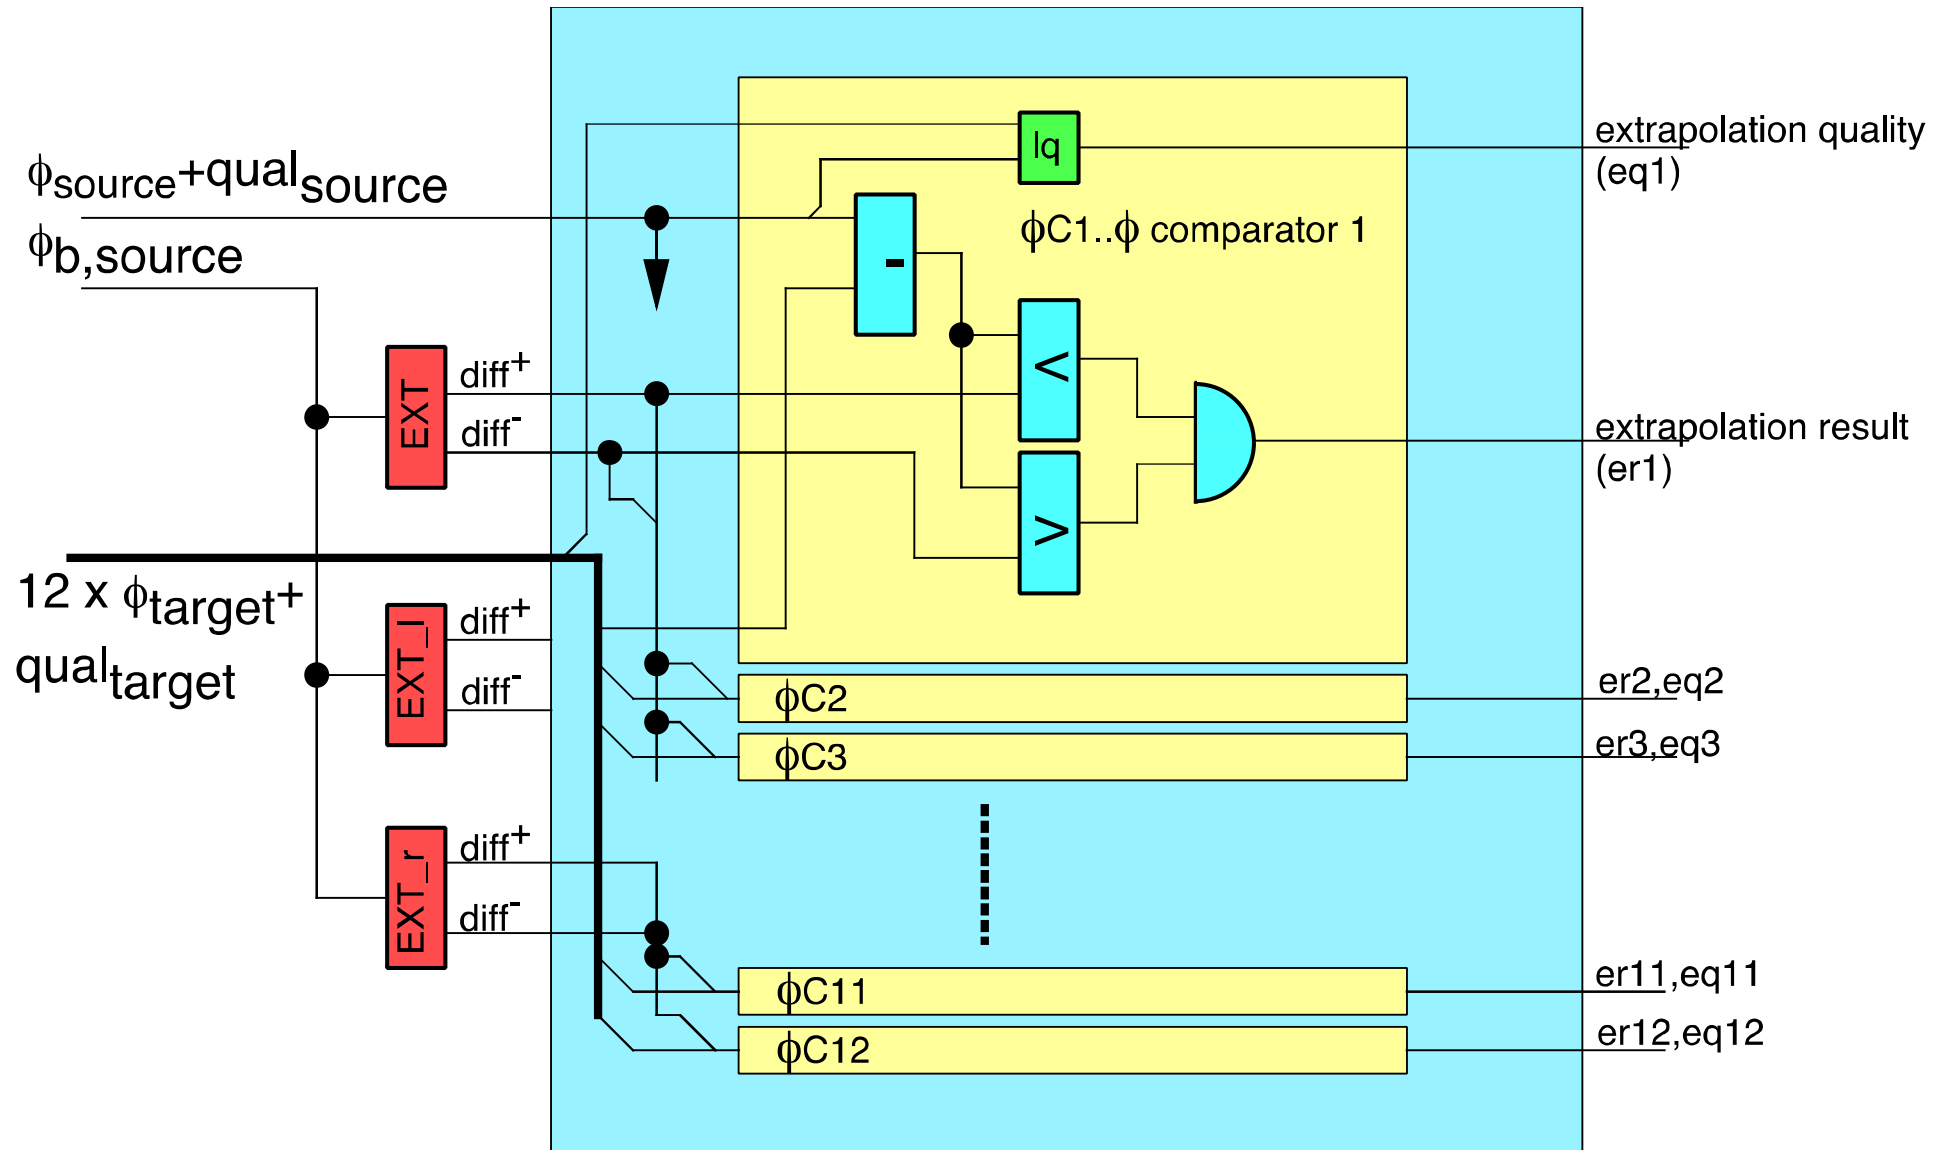 ϕsource+qualsource
ϕb,source
EXT
diff+
diff-
12 x ϕtarget+
qualtarget
EXT_l
diff+
diff-
EXT_r
diff+
diff-
lq
ϕC1..ϕ comparator 1
-
<
>
ϕC2
ϕC3
ϕC11
ϕC12
extrapolation quality
(eq1)
extrapolation result
(er1)
er2,eq2
er3,eq3
er11,eq11
er12,eq12